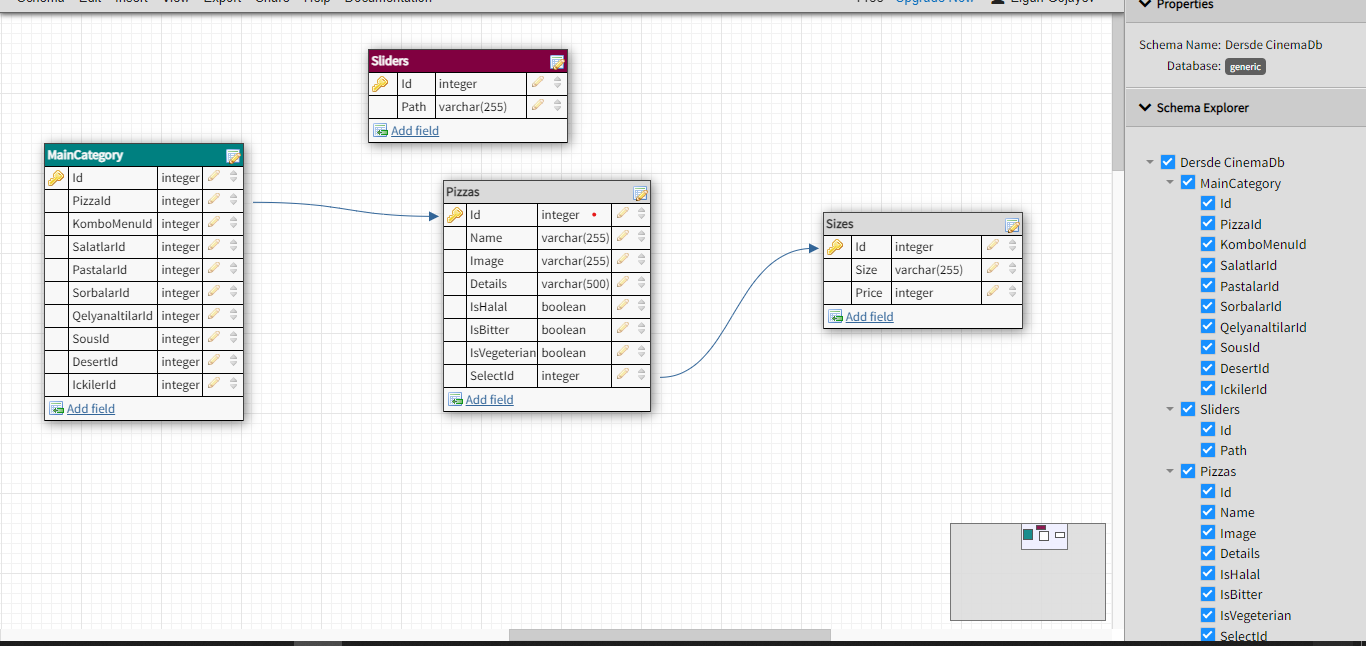 Schema Edit Insert View Export Share Help Documentation
Free Upgrade Now Elgan Gojayev
Properties
Schema Name: Dersde CinemaDb
Database: generic
Schema Explorer
Dersde CinemaDb
MainCategory
Id
PizzaId
KomboMenuId
SalatlarId
PastalarId
SorbalarId
QelyanaltilarId
SousId
DesertId
IckilerId
Sliders
Id
Path
Pizzas
Id
Name
Image
Details
IsHalal
IsBitter
IsVegeterian
SelectId
Sliders
Id integer
Path varchar(255)
Add field
MainCategory
Id integer
PizzaId integer
KomboMenuId integer
SalatlarId integer
PastalarId integer
SorbalarId integer
QelyanaltilarId integer
SousId integer
DesertId integer
IckilerId integer
Add field
Pizzas
Id integer
Name varchar(255)
Image varchar(255)
Details varchar(500)
IsHalal boolean
IsBitter boolean
IsVegeterian boolean
SelectId integer
Add field
Sizes
Id integer
Size varchar(255)
Price integer
Add field